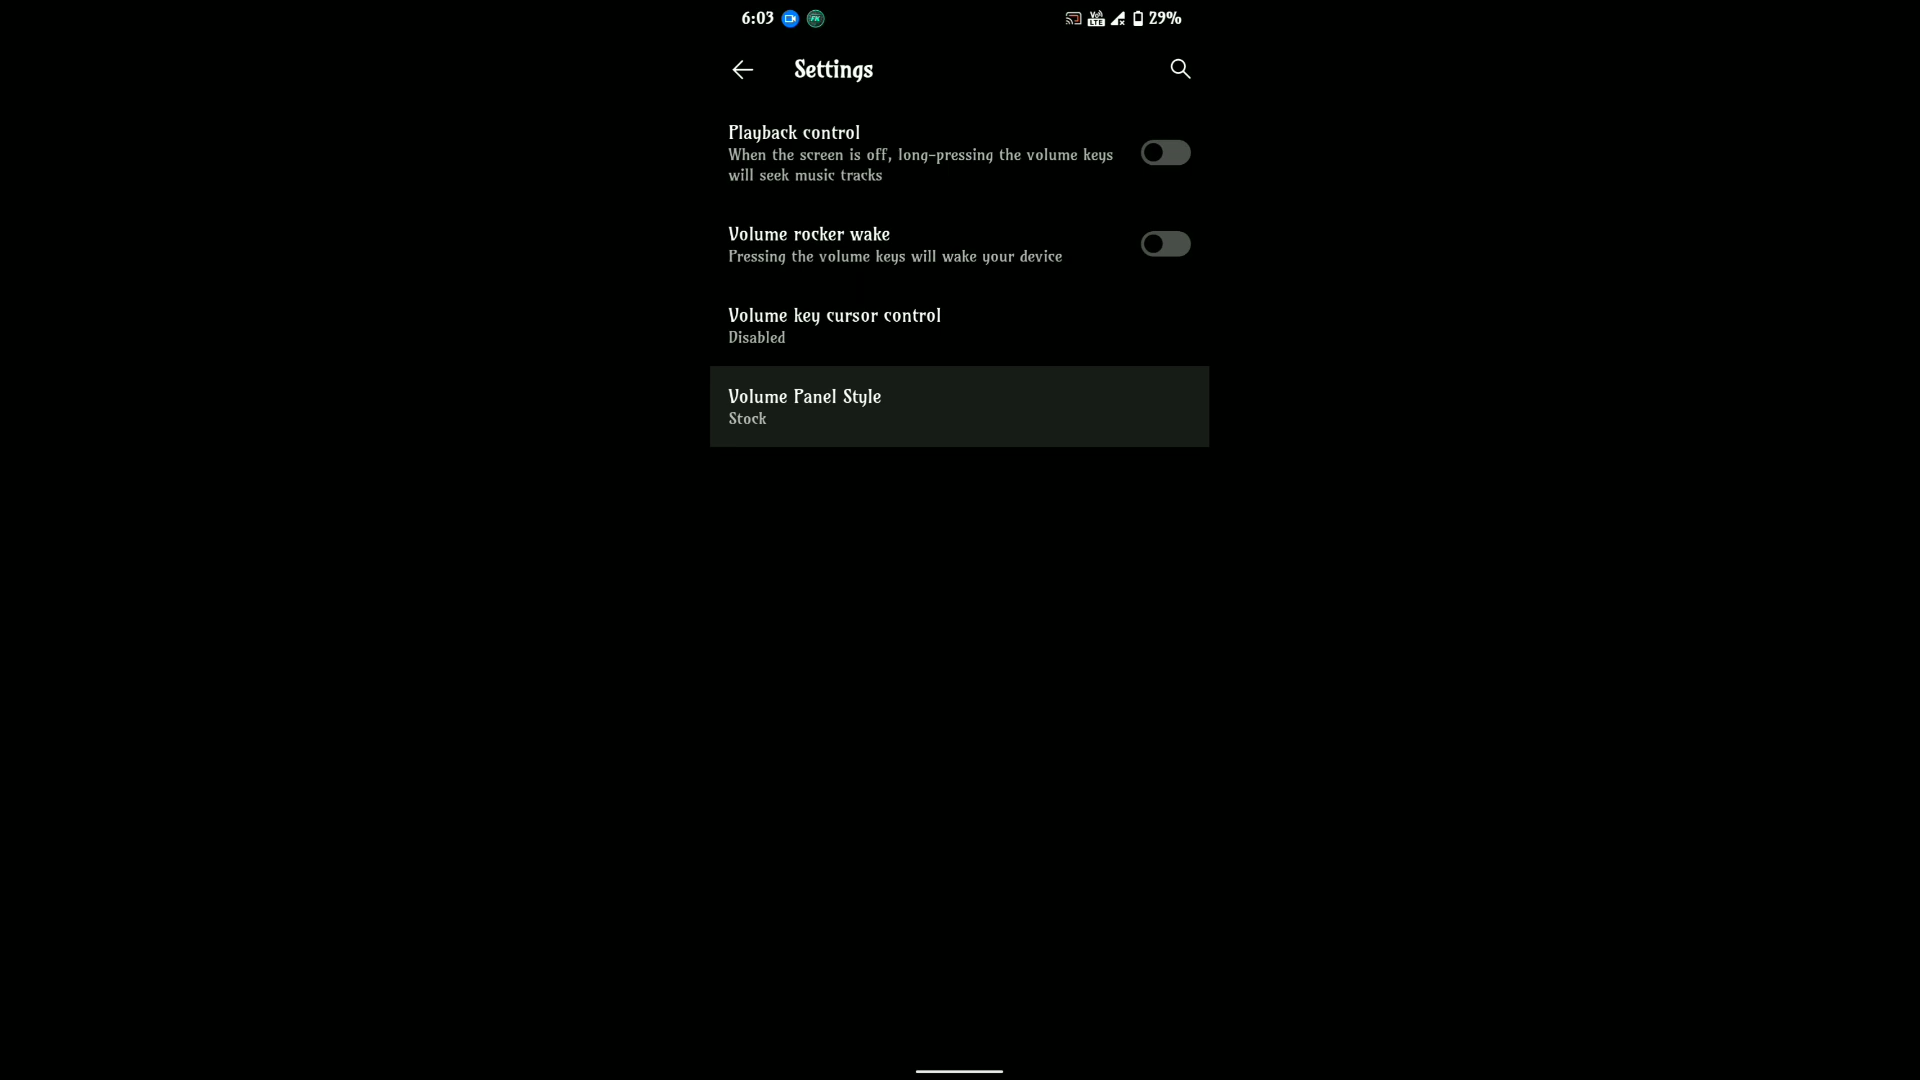 6:03 FK VoLTE 29%
Settings
Playback control
When the screen is off, long-pressing the volume keys
will seek music tracks
Volume rocker wake
Pressing the volume keys will wake your device
Volume key cursor control
Disabled
Volume Panel Style
Stock